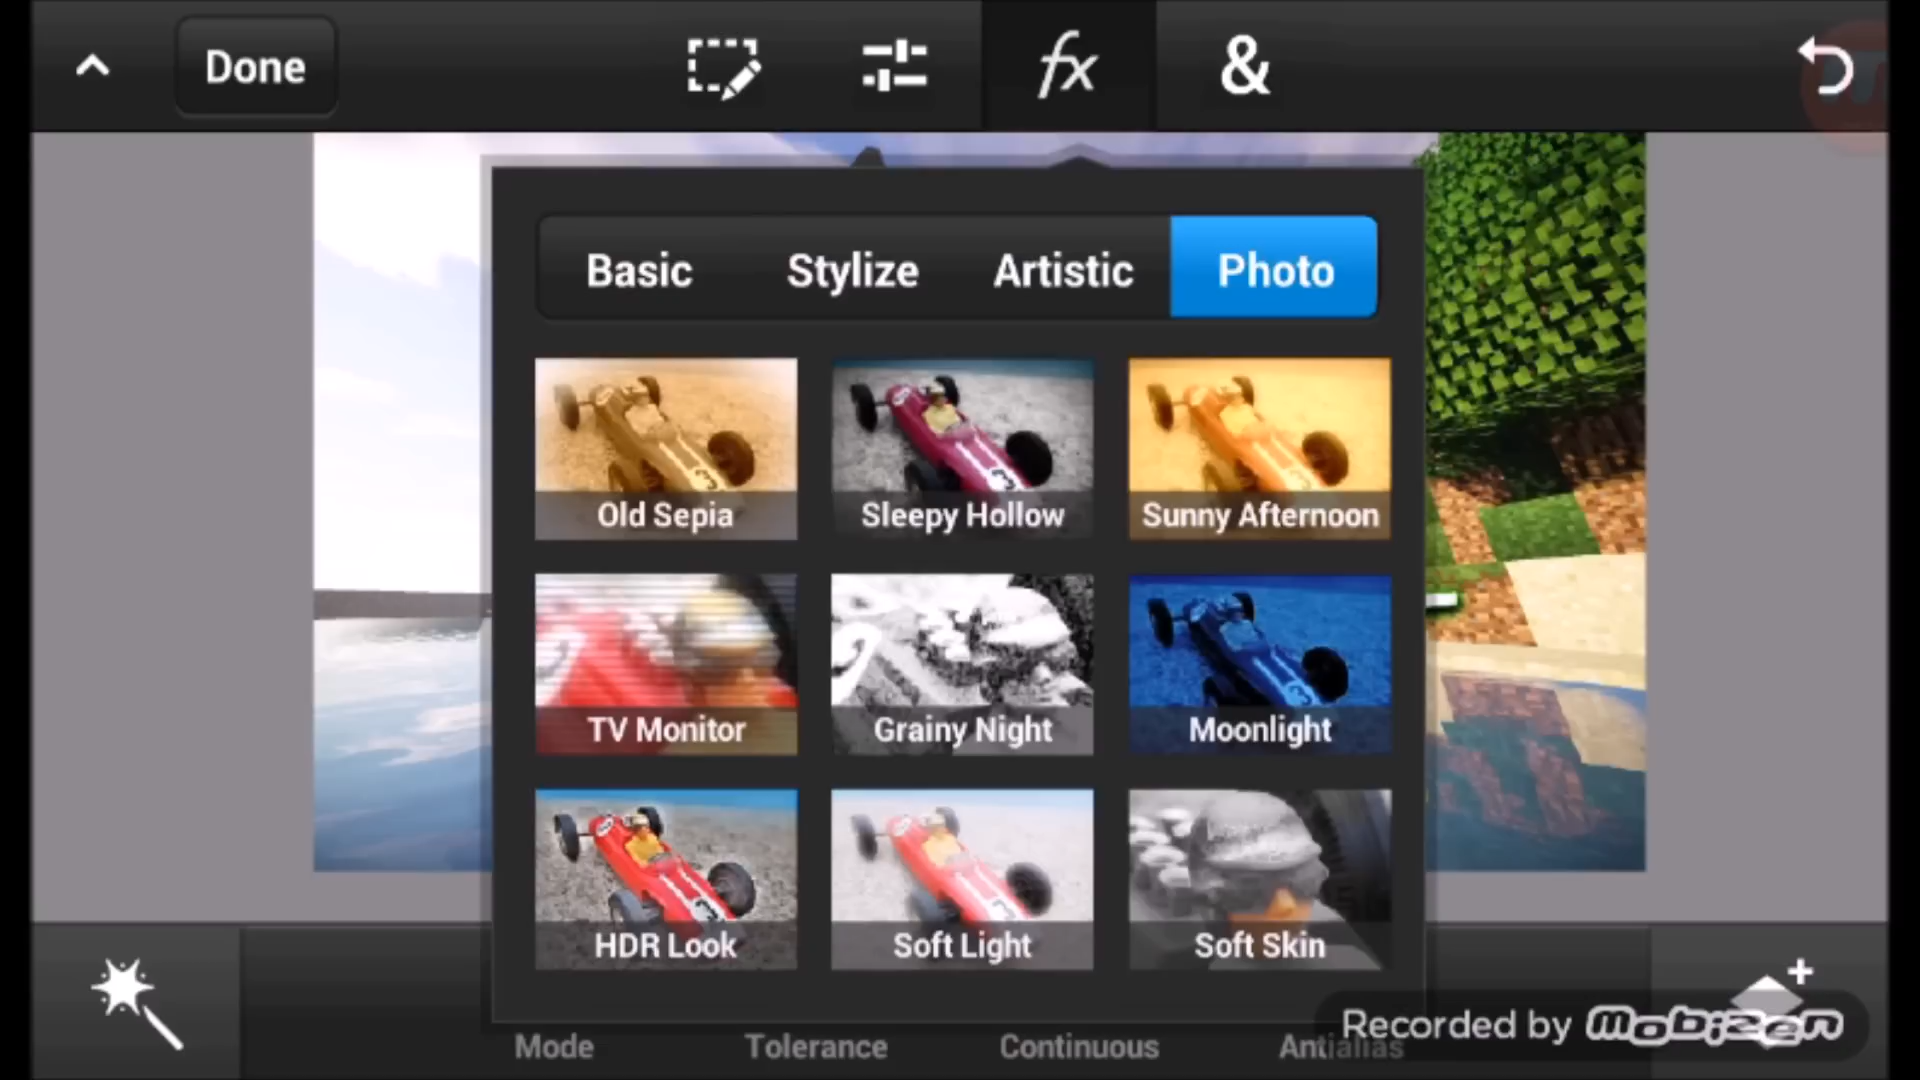 Done
fx
&
Basic Stylize Artistic Photo
Old Sepia Sleepy Hollow Sunny Afternoon
TV Monitor Grainy Night Moonlight
HDR Look Soft Light Soft Skin
Recorded by Mobizen
Mode Tolerance Continuous Antialias